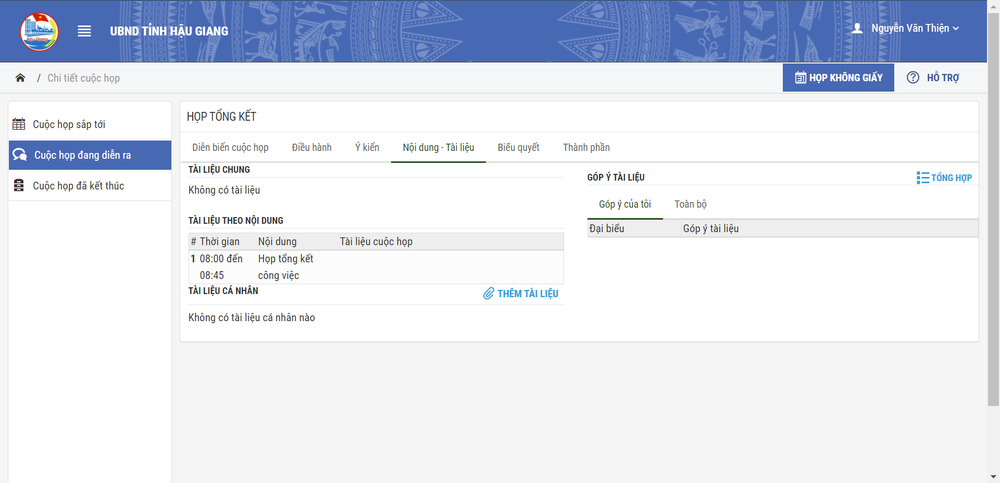 Hậu Giang
UBND TỈNH HẬU GIANG
Nguyễn Văn Thiện
/ Chi tiết cuộc họp
31 HỌP KHÔNG GIẤY
? HỖ TRỢ
Cuộc họp sắp tới
Cuộc họp đang diễn ra
Cuộc họp đã kết thúc
HỌP TỔNG KẾT
Diễn biến cuộc họp Điều hành Ý kiến Nội dung - Tài liệu Biểu quyết Thành phần
TÀI LIỆU CHUNG
Không có tài liệu
TÀI LIỆU THEO NỘI DUNG
# Thời gian Nội dung Tài liệu cuộc họp
1 08:00 đến Họp tổng kết
08:45 công việc
TÀI LIỆU CÁ NHÂN
THÊM TÀI LIỆU
Không có tài liệu cá nhân nào
GÓP Ý TÀI LIỆU
TỔNG HỢP
Góp ý của tôi Toàn bộ
Đại biểu Góp ý tài liệu